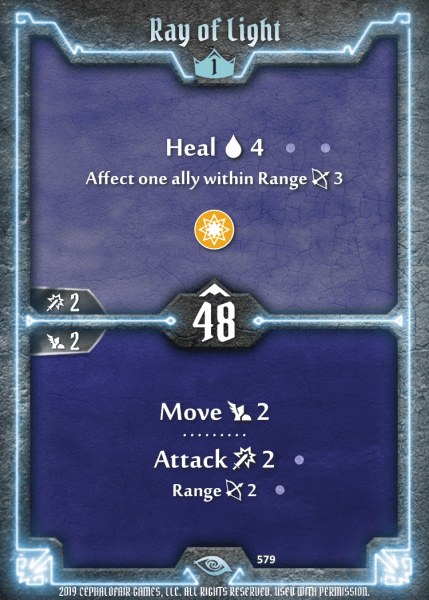 Ray of Light
1
Heal 4
Affect one ally within Range 3
2
48
2
Move 2
Attack 2
Range 2
579
2019 CEPHALOFAIR GAMES, LLC. ALL RIGHTS RESERVED. USED WITH PERMISSION.